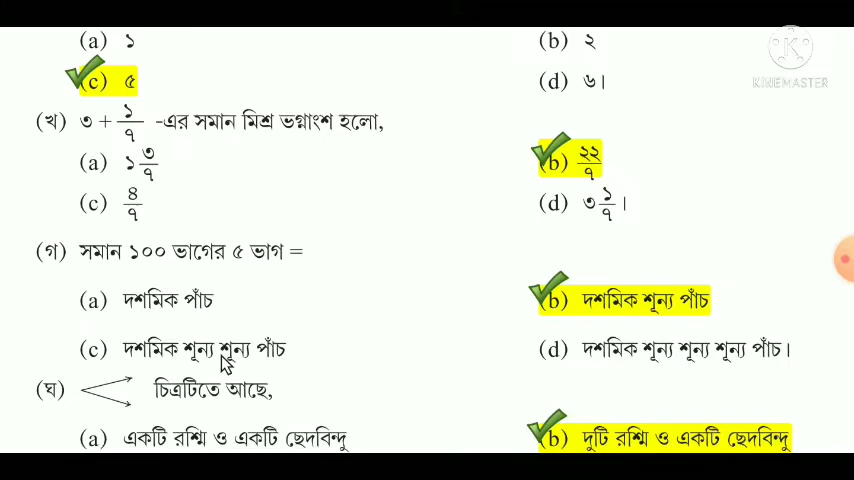 (a) ১ (b) ২
KINEMASTER
(c) ৫ (d) ৬।
(খ) ৩ + ১/৭ -এর সমান মিশ্র ভগ্নাংশ হলো,
(a) ১ ৩/৭ (b) ২২/৭
(c) ৪/৭ (d) ৩ ১/৭ ।
(গ) সমান ১০০ ভাগের ৫ ভাগ =
(a) দশমিক পাঁচ (b) দশমিক শূন্য পাঁচ
(c) দশমিক শূন্য শূন্য পাঁচ (d) দশমিক শূন্য শূন্য শূন্য পাঁচ।
(ঘ) চিত্রটিতে আছে,
(a) একটি রশ্মি ও একটি ছেদবিন্দু (b) দুটি রশ্মি ও একটি ছেদবিন্দু